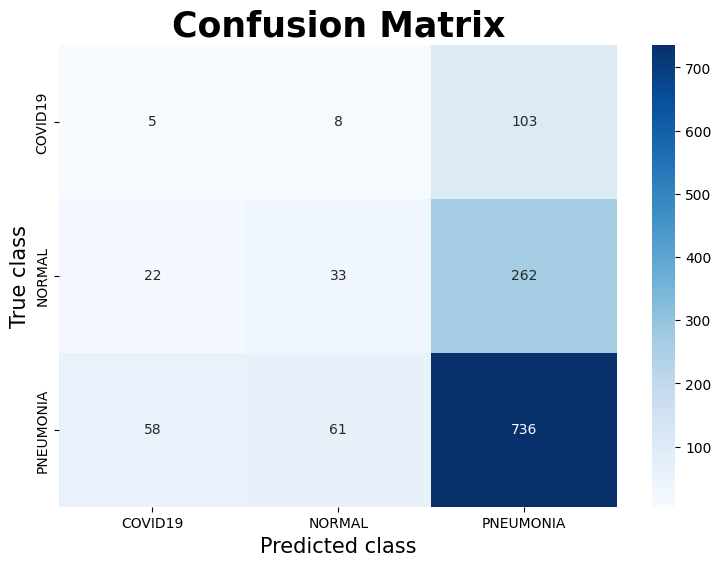 Confusion Matrix
True class
COVID19
5 8 103
NORMAL
22 33 262
PNEUMONIA
58 61 736
COVID19 NORMAL PNEUMONIA
Predicted class
700
600
500
400
300
200
100